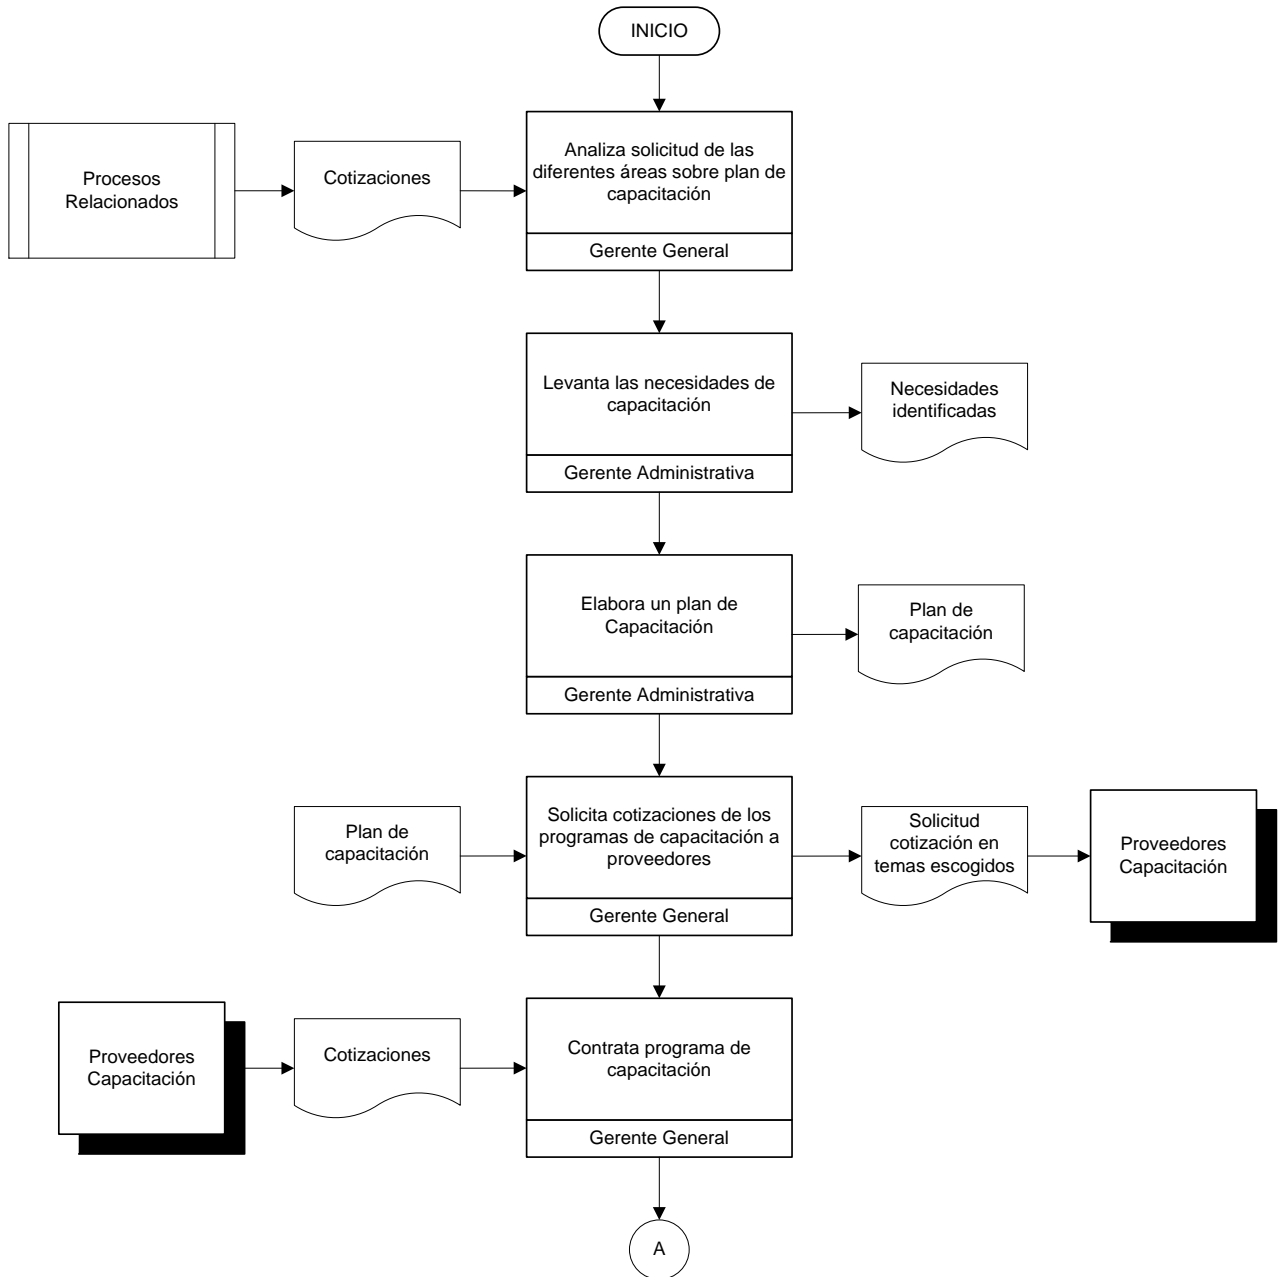 INICIO
Procesos
Relacionados
Cotizaciones
Analiza solicitud de las
diferentes áreas sobre plan de
capacitación
Gerente General
Levanta las necesidades de
capacitación
Gerente Administrativa
Necesidades
identificadas
Elabora un plan de
Capacitación
Gerente Administrativa
Plan de
capacitación
Plan de
capacitación
Solicita cotizaciones de los
programas de capacitación a
proveedores
Gerente General
Solicitud
cotización en
temas escogidos
Proveedores
Capacitación
Proveedores
Capacitación
Cotizaciones
Contrata programa de
capacitación
Gerente General
A